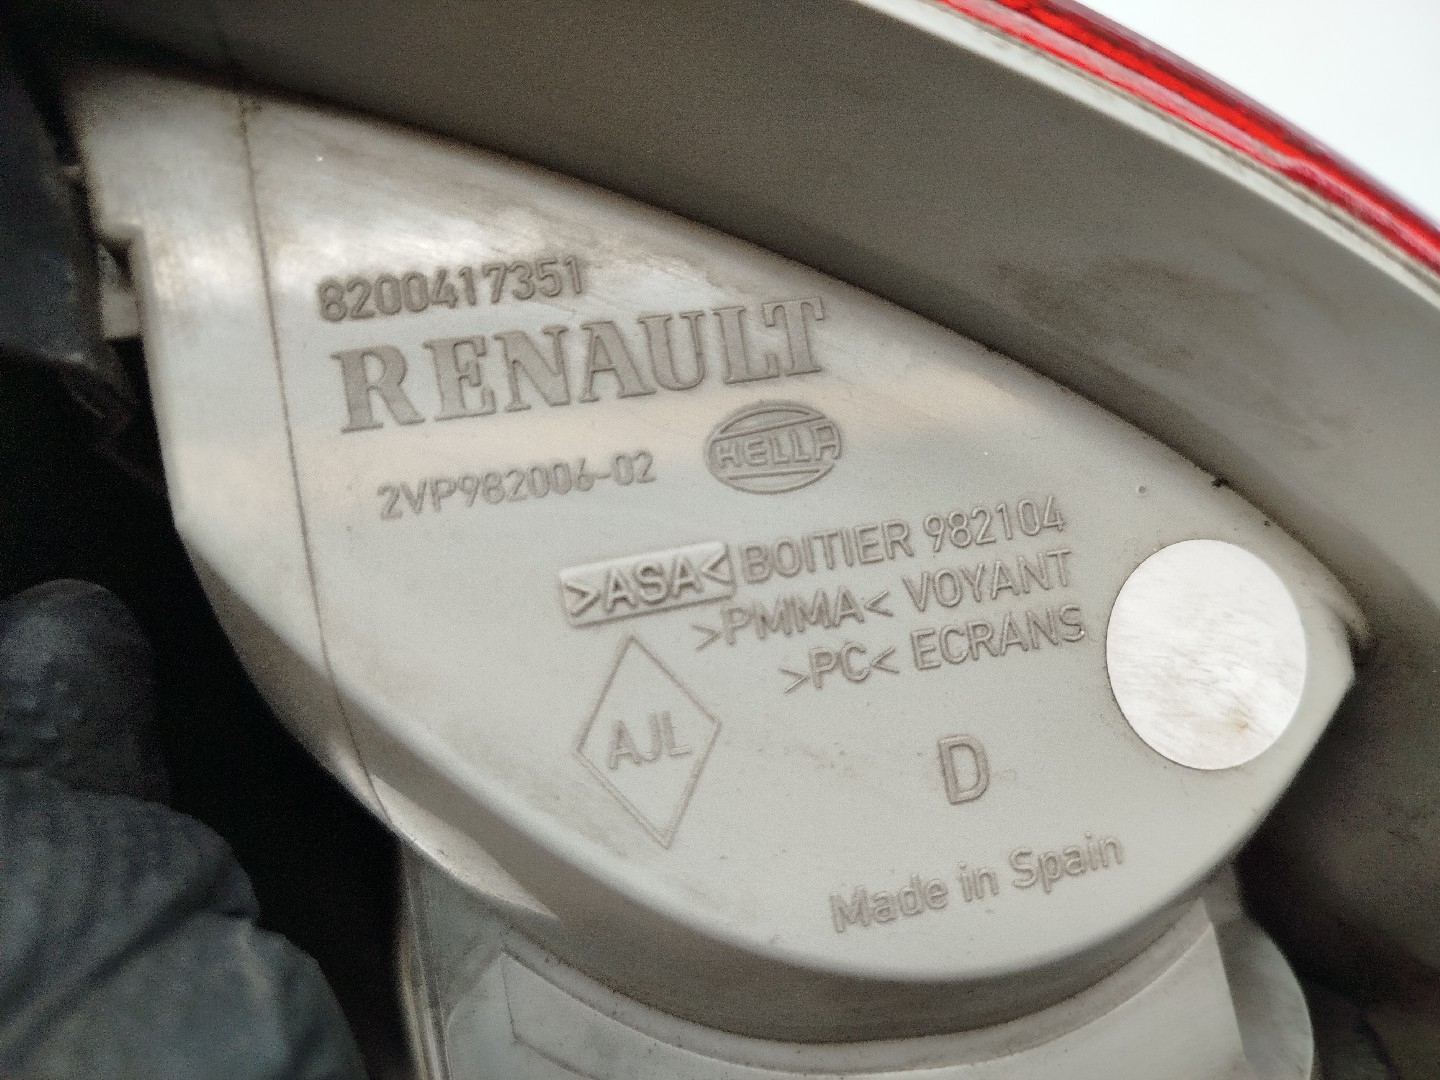 8200417351
RENAULT
2VP982006-02
HELLA
>ASA< BOITIER 982104
>PMMA< VOYANT
>PC< ECRANS
AJL
D
Made in Spain